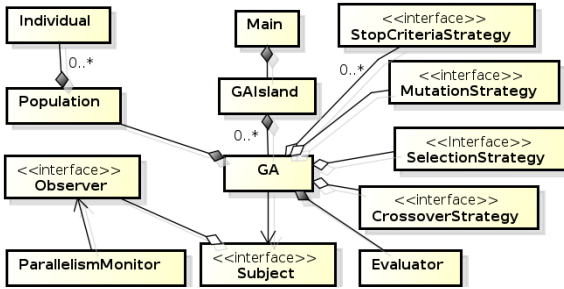 Individual
Main
<<interface>>
StopCriteriaStrategy
0..*
0..*
<<interface>>
MutationStrategy
GAIsland
Population
0..*
<<Interface>>
SelectionStrategy
<<interface>>
Observer
GA
<<interface>>
CrossoverStrategy
ParallelismMonitor
<<interface>>
Subject
Evaluator